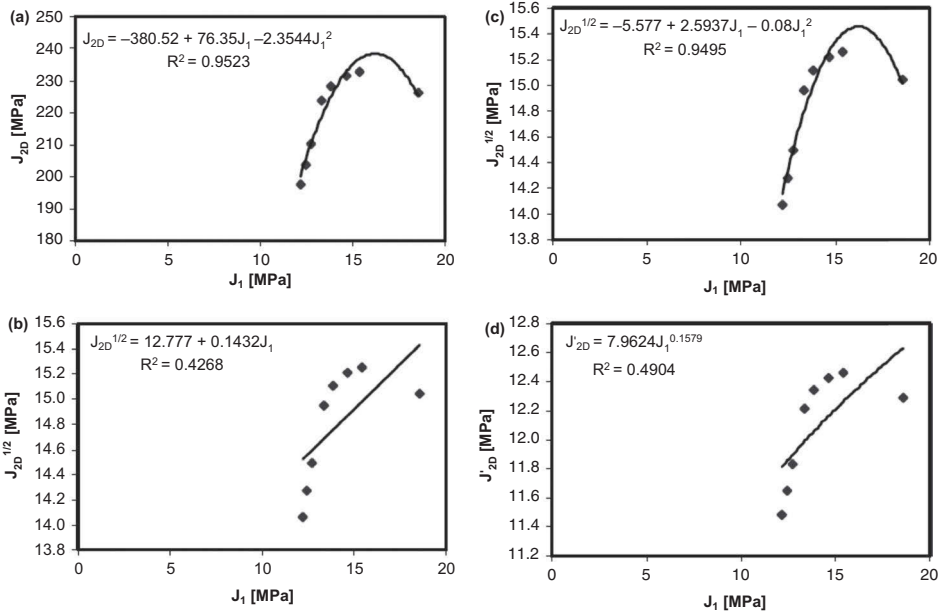 (a)
J₂D = –380.52 + 76.35J₁ –2.3544J₁²
R² = 0.9523
J₂D [MPa]
250
240
230
220
210
200
190
180
0 5 10 15 20
J₁ [MPa]
(c)
J₂D¹/² = –5.577 + 2.5937J₁ – 0.08J₁²
R² = 0.9495
J₂D¹/² [MPa]
15.6
15.4
15.2
15.0
14.8
14.6
14.4
14.2
14.0
13.8
0 5 10 15 20
J₁ [MPa]
(b)
J₂D¹/² = 12.777 + 0.1432J₁
R² = 0.4268
J₂D¹/² [MPa]
15.6
15.4
15.2
15.0
14.8
14.6
14.4
14.2
14.0
13.8
0 5 10 15 20
J₁ [MPa]
(d)
J'₂D = 7.9624J₁⁰·¹⁵⁷⁹
R² = 0.4904
J'₂D [MPa]
12.8
12.6
12.4
12.2
12.0
11.8
11.6
11.4
11.2
0 5 10 15 20
J₁ [MPa]